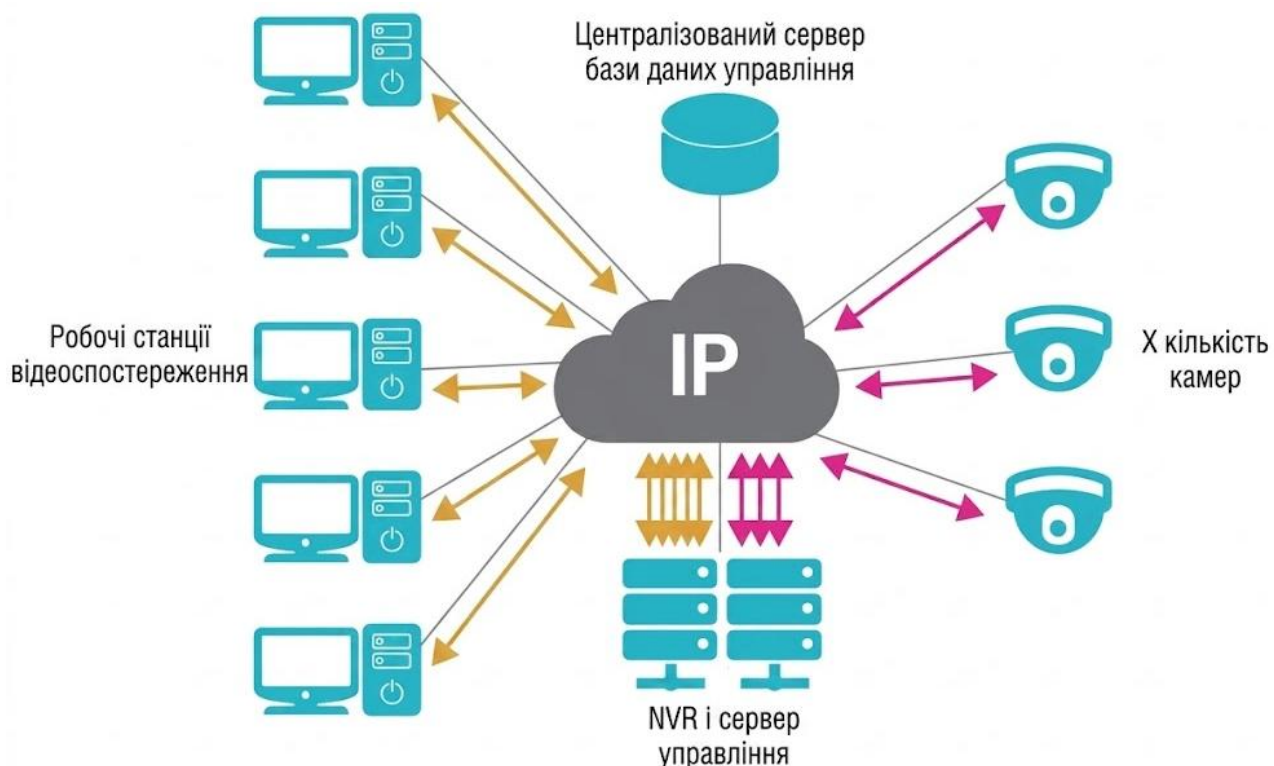 Централізований сервер
бази даних управління
Робочі станції
відеоспостереження
IP
X кількість
камер
NVR і сервер
управління